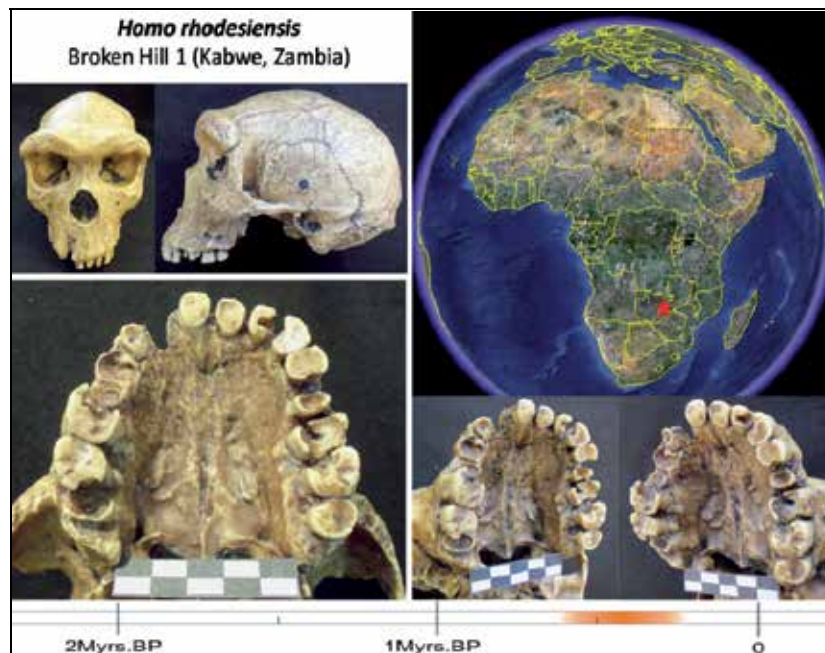 Homo rhodesiensis
Broken Hill 1 (Kabwe, Zambia)
2Myrs.BP 1Myrs.BP 0